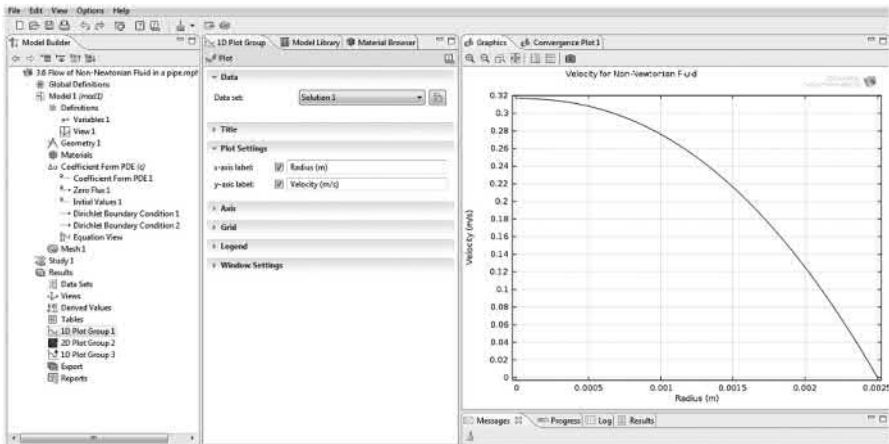 File Edit View Options Help
Model Builder
3.6 Flow of Non-Newtonian Fluid in a pipe.mph
Global Definitions
Model 1 (mod1)
Definitions
Variables 1
View 1
Geometry 1
Materials
Coefficient Form PDE (c)
Coefficient Form PDE 1
Zero Flux 1
Initial Values 1
Dirichlet Boundary Condition 1
Dirichlet Boundary Condition 2
Equation View
Mesh 1
Study 1
Results
Data Sets
Views
Derived Values
Tables
1D Plot Group 1
2D Plot Group 2
1D Plot Group 3
Export
Reports
1D Plot Group Model Library Material Browser
Plot
Data
Data set: Solution 1
Title
Plot Settings
x-axis label: Radius (m)
y-axis label: Velocity (m/s)
Axis
Grid
Legend
Window Settings
Graphics Convergence Plot 1
Velocity for Non-Newtonian Fluid
Velocity (m/s)
0.32
0.3
0.28
0.26
0.24
0.22
0.2
0.18
0.16
0.14
0.12
0.1
0.08
0.06
0.04
0.02
0
0 0.0005 0.001 0.0015 0.002 0.0025
Radius (m)
Messages Progress Log Results